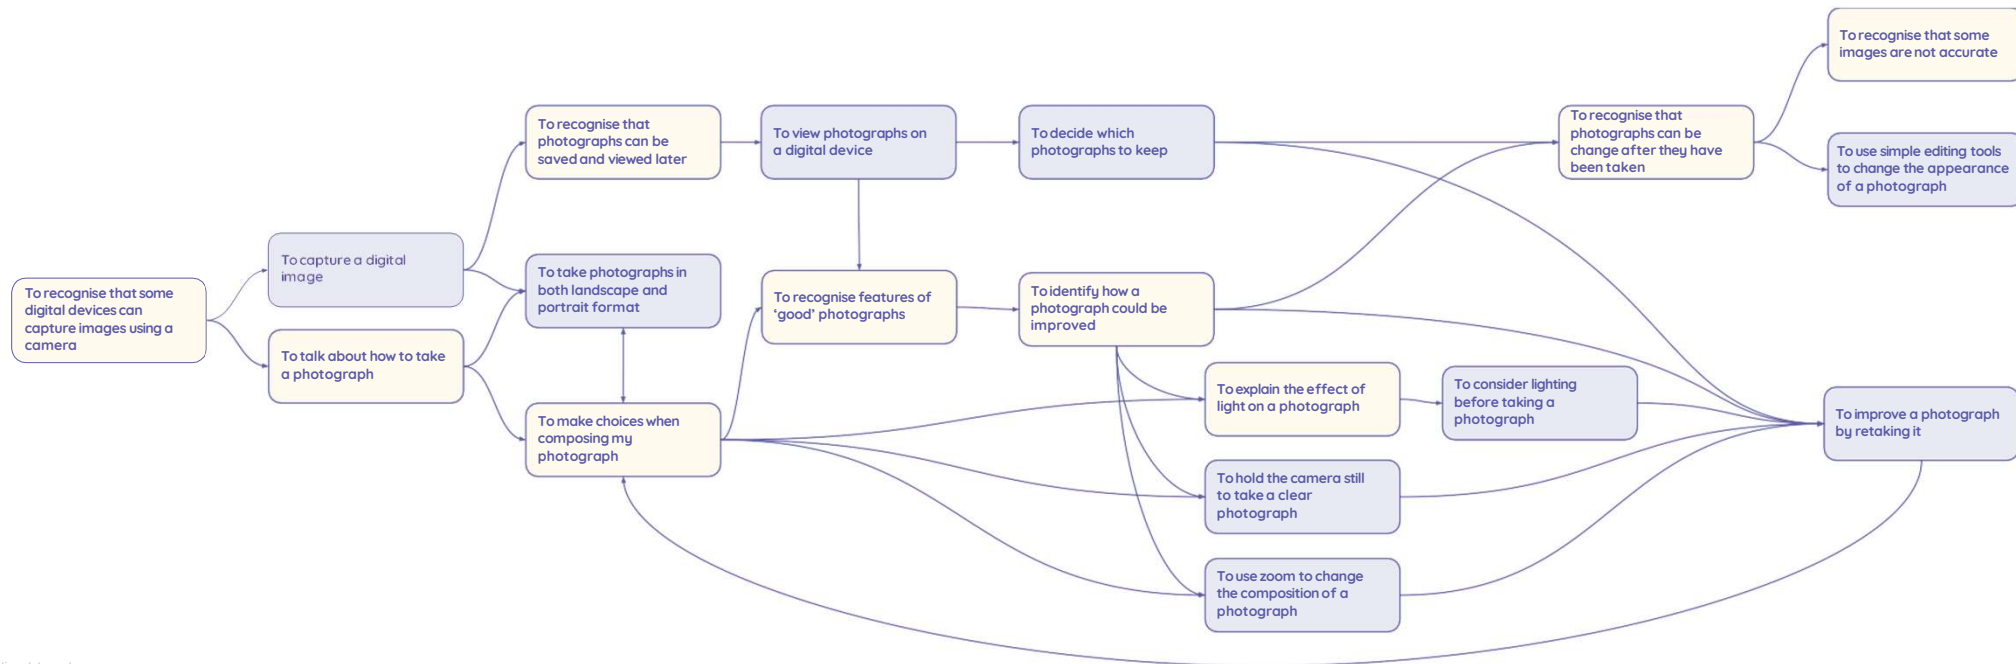 To recognise that some
digital devices can
capture images using a
camera
To capture a digital
image
To talk about how to take
a photograph
To recognise that
photographs can be
saved and viewed later
To take photographs in
both landscape and
portrait format
To make choices when
composing my
photograph
To view photographs on
a digital device
To recognise features of
‘good’ photographs
To decide which
photographs to keep
To identify how a
photograph could be
improved
To explain the effect of
light on a photograph
To hold the camera still
to take a clear
photograph
To use zoom to change
the composition of a
photograph
To consider lighting
before taking a
photograph
To recognise that
photographs can be
change after they have
been taken
To recognise that some
images are not accurate
To use simple editing tools
to change the appearance
of a photograph
To improve a photograph
by retaking it